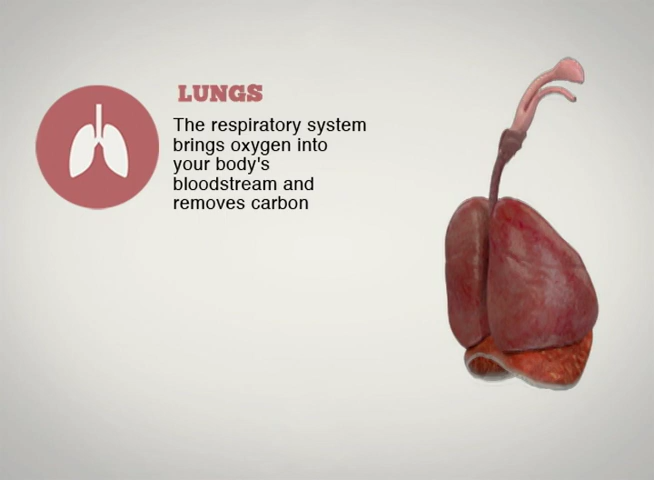 LUNGS
The respiratory system
brings oxygen into
your body's
bloodstream and
removes carbon